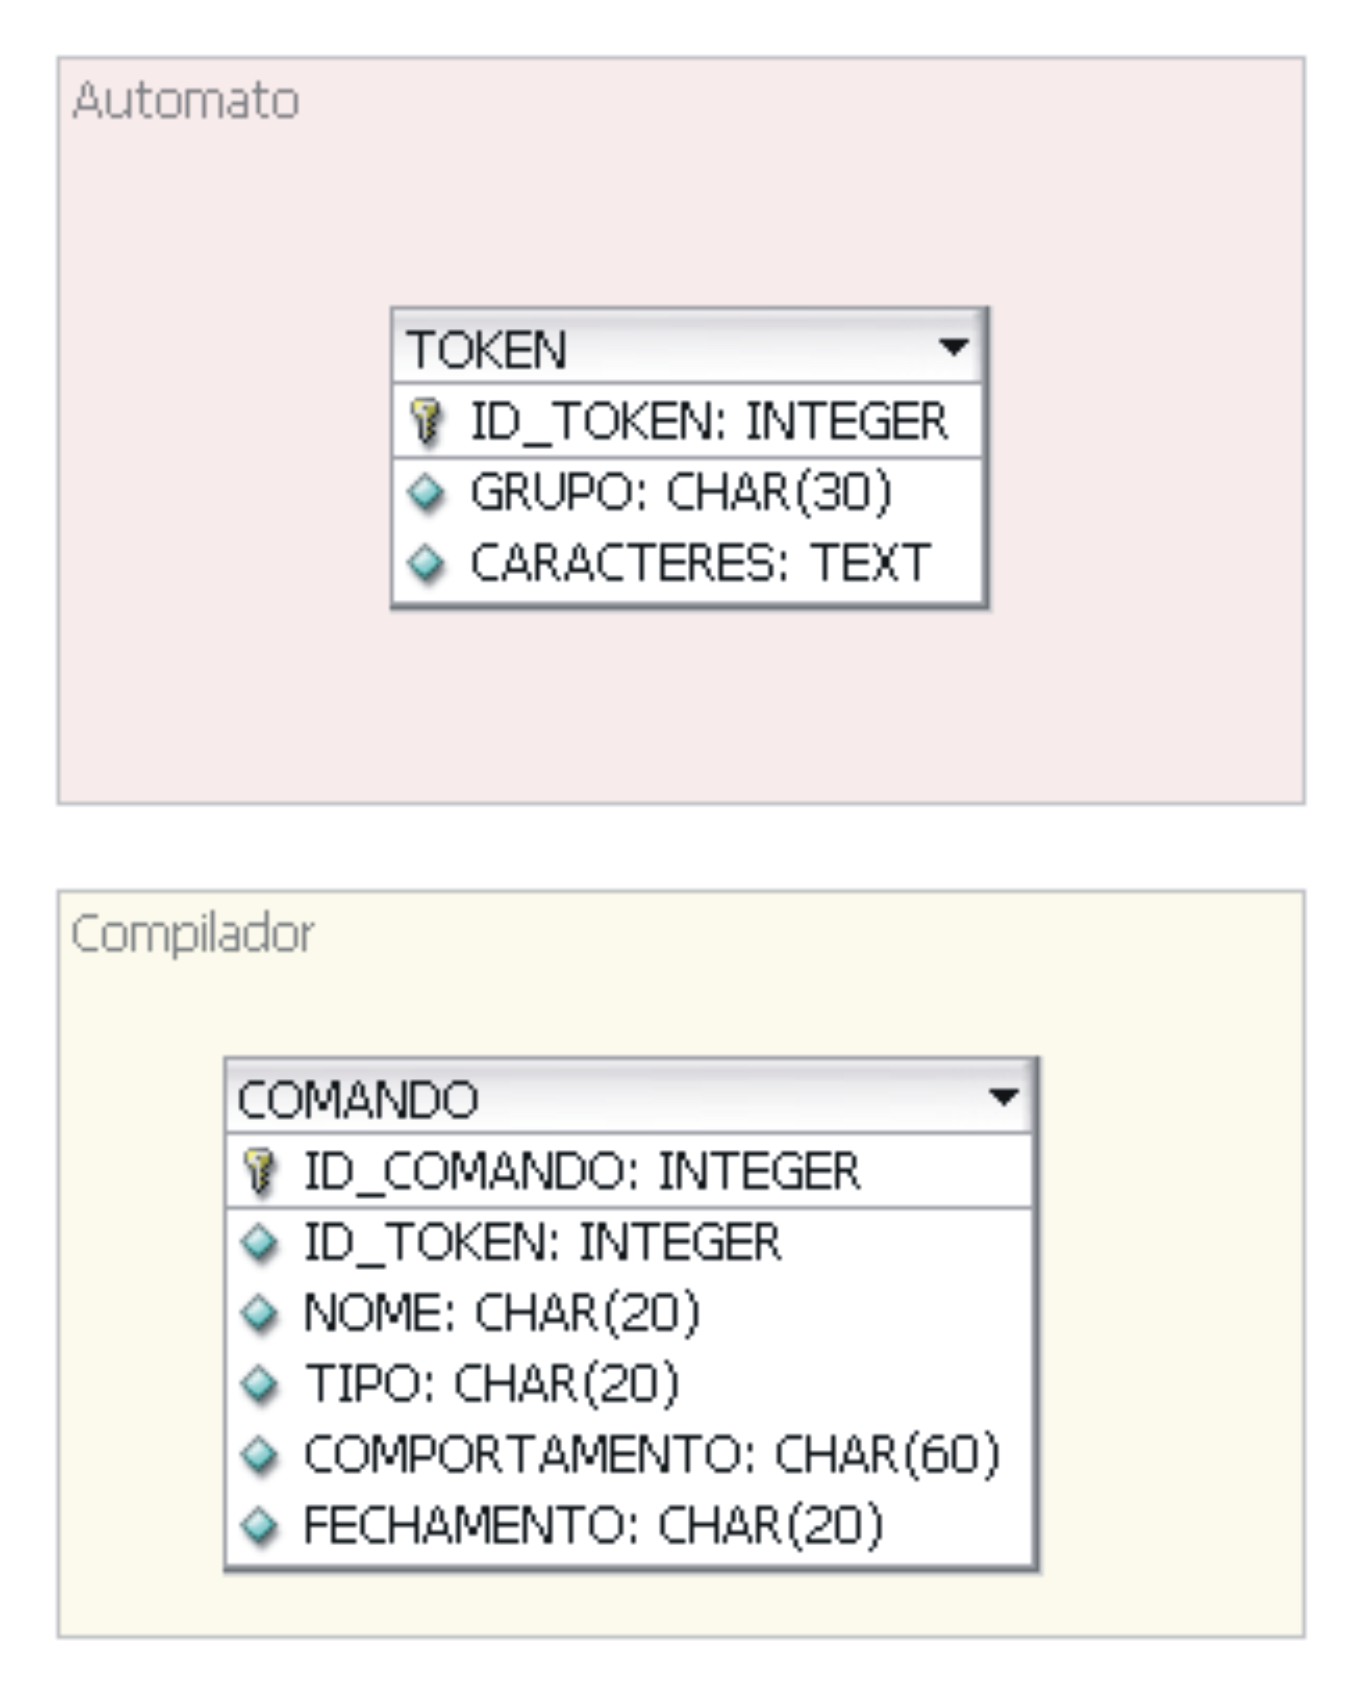 Automato
TOKEN
ID_TOKEN: INTEGER
GRUPO: CHAR(30)
CARACTERES: TEXT
Compilador
COMANDO
ID_COMANDO: INTEGER
ID_TOKEN: INTEGER
NOME: CHAR(20)
TIPO: CHAR(20)
COMPORTAMENTO: CHAR(60)
FECHAMENTO: CHAR(20)